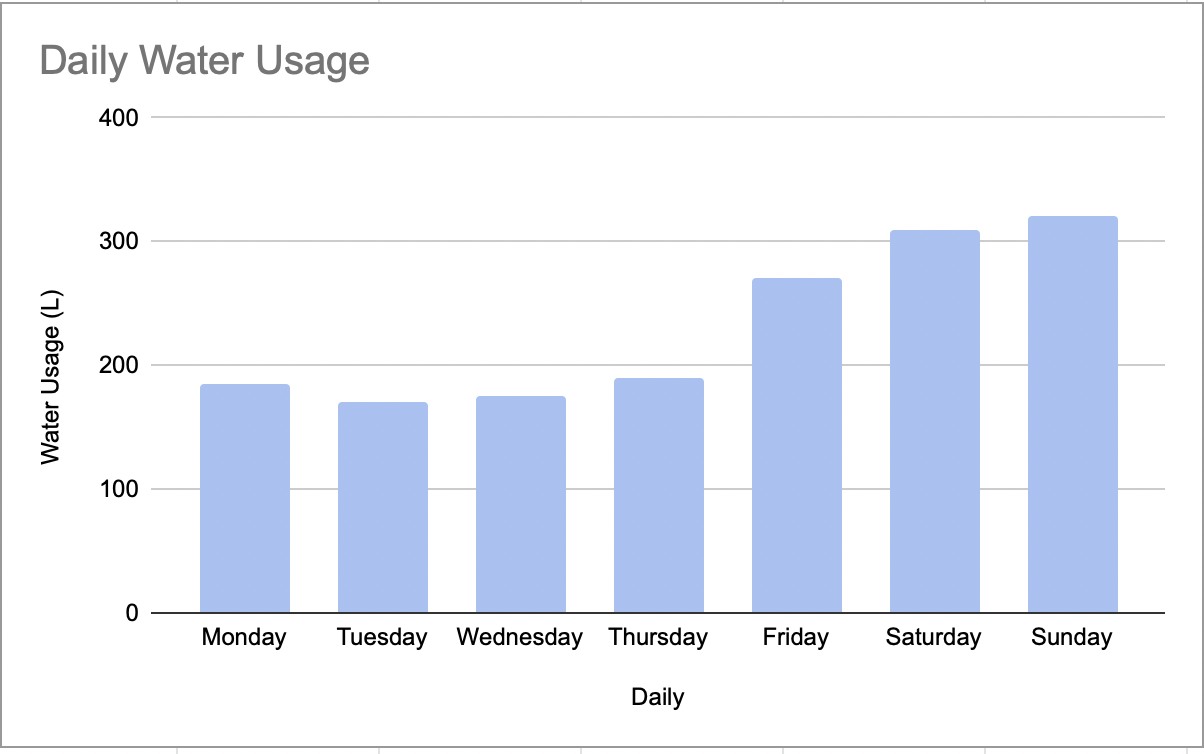 Daily Water Usage
400
300
200
100
0
Water Usage (L)
Monday Tuesday Wednesday Thursday Friday Saturday Sunday
Daily